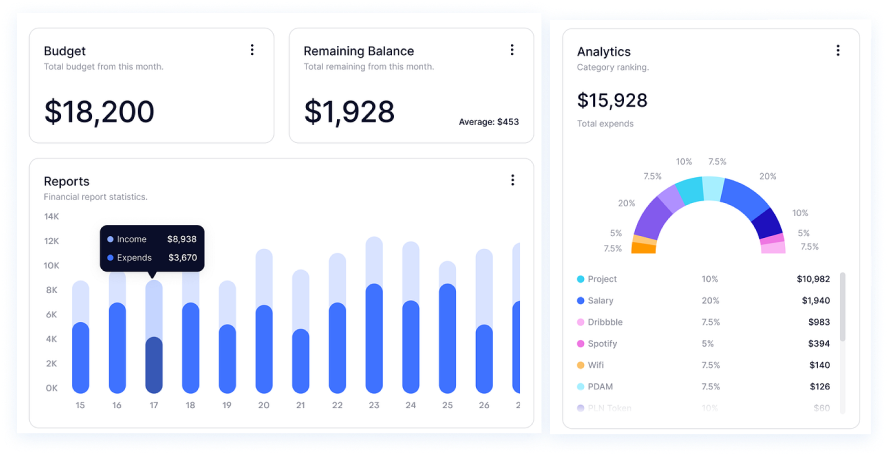 Budget
Total budget from this month.
$18,200
Remaining Balance
Total remaining from this month.
$1,928
Average: $453
Reports
Financial report statistics.
14K
12K
10K
8K
6K
4K
2K
0K
Income $8,938
Expends $3,670
15 16 17 18 19 20 21 22 23 24 25 26 2
Analytics
Category ranking.
$15,928
Total expends
10% 7.5%
7.5% 20%
20% 10%
5% 5%
7.5% 7.5%
Project 10% $10,982
Salary 20% $1,940
Dribbble 7.5% $983
Spotify 5% $394
Wifi 7.5% $140
PDAM 7.5% $126
PLN Token 10% $60